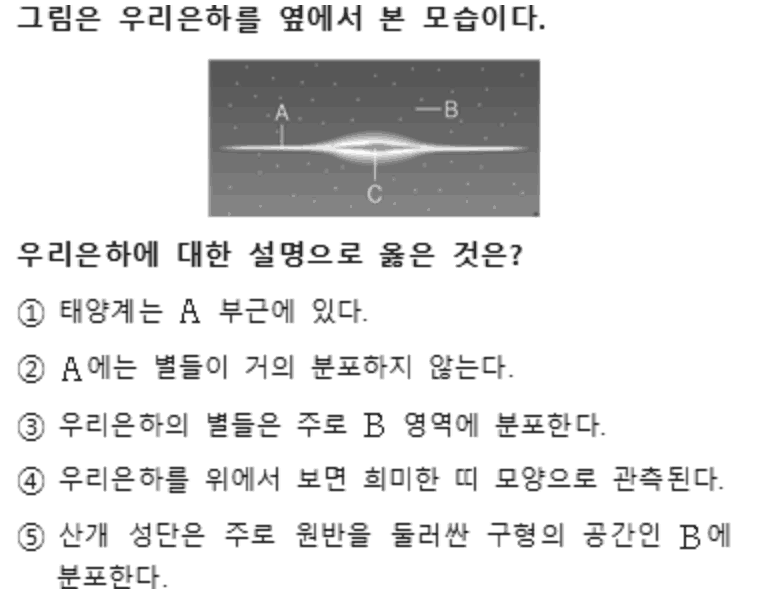 그림은 우리은하를 옆에서 본 모습이다.
A
B
C
우리은하에 대한 설명으로 옳은 것은?
① 태양계는 A 부근에 있다.
② A에는 별들이 거의 분포하지 않는다.
③ 우리은하의 별들은 주로 B 영역에 분포한다.
④ 우리은하를 위에서 보면 희미한 띠 모양으로 관측된다.
⑤ 산개 성단은 주로 원반을 둘러싼 구형의 공간인 B에
분포한다.